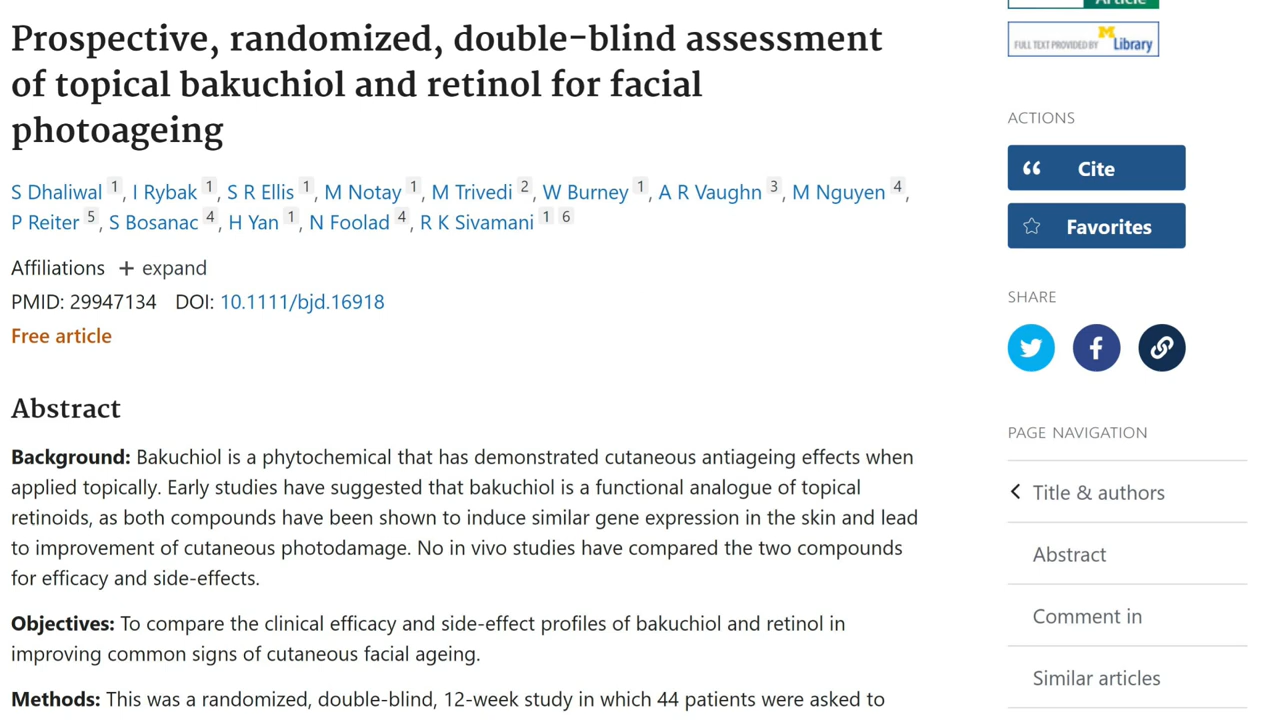 Prospective, randomized, double-blind assessment
of topical bakuchiol and retinol for facial
photoageing
S Dhaliwal 1, I Rybak 1, S R Ellis 1, M Notay 1, M Trivedi 2, W Burney 1, A R Vaughn 3, M Nguyen 4,
P Reiter 5, S Bosanac 4, H Yan 1, N Foolad 4, R K Sivamani 1 6
Affiliations + expand
PMID: 29947134 DOI: 10.1111/bjd.16918
Free article
Abstract
Background: Bakuchiol is a phytochemical that has demonstrated cutaneous antiageing effects when
applied topically. Early studies have suggested that bakuchiol is a functional analogue of topical
retinoids, as both compounds have been shown to induce similar gene expression in the skin and lead
to improvement of cutaneous photodamage. No in vivo studies have compared the two compounds
for efficacy and side-effects.
Objectives: To compare the clinical efficacy and side-effect profiles of bakuchiol and retinol in
improving common signs of cutaneous facial ageing.
Methods: This was a randomized, double-blind, 12-week study in which 44 patients were asked to
Article
FULL TEXT PROVIDED BY M Library
ACTIONS
Cite
Favorites
SHARE
PAGE NAVIGATION
Title & authors
Abstract
Comment in
Similar articles